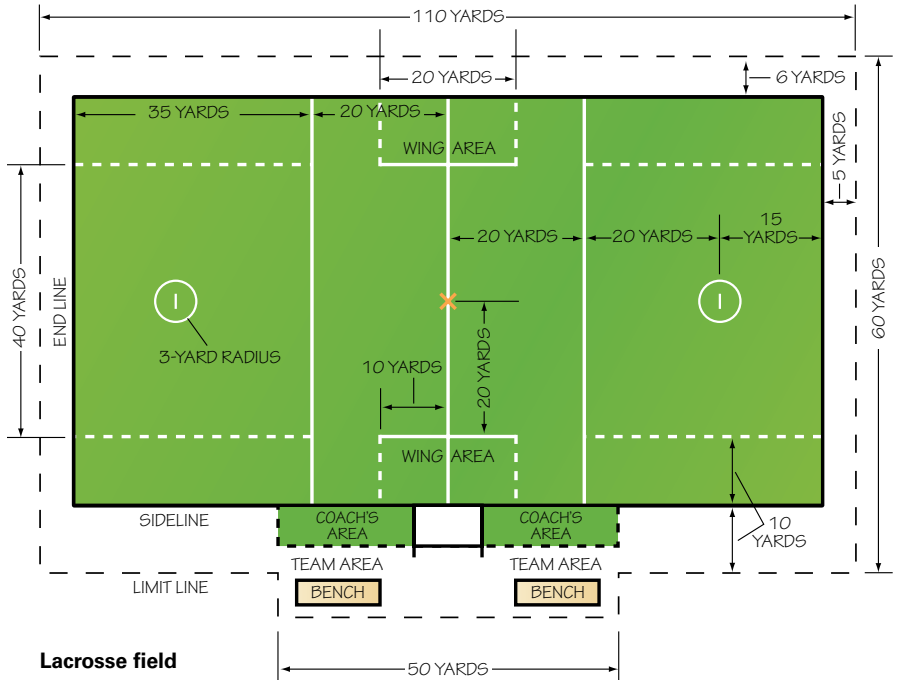 110 YARDS
20 YARDS
6 YARDS
35 YARDS
20 YARDS
WING AREA
5 YARDS
20 YARDS
20 YARDS
15
YARDS
40 YARDS
END LINE
60 YARDS
3-YARD RADIUS
10 YARDS
20 YARDS
WING AREA
SIDELINE
COACH'S
AREA
COACH'S
AREA
10
YARDS
TEAM AREA
TEAM AREA
LIMIT LINE
BENCH
BENCH
Lacrosse field
50 YARDS